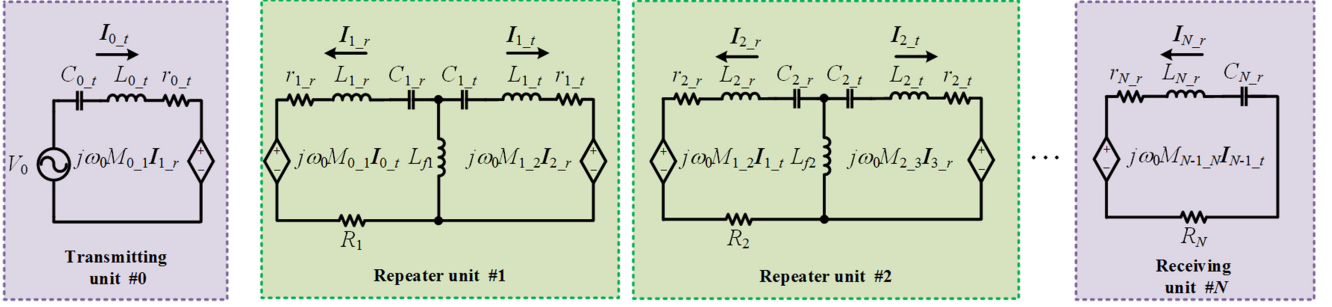 I0_t
C0_t L0_t r0_t
V0
jω0M0_1I1_r
+
−
Transmitting
unit #0
I1_r I1_t
r1_r L1_r C1_r C1_t L1_t r1_t
+ jω0M0_1I0_t Lf1 jω0M1_2I2_r +
− −
R1
Repeater unit #1
I2_r I2_t
r2_r L2_r C2_r C2_t L2_t r2_t
+ jω0M1_2I1_t Lf2 jω0M2_3I3_r +
− −
R2
Repeater unit #2
...
IN_r
rN_r LN_r CN_r
+ jω0MN-1_NIN-1_t
−
RN
Receiving
unit #N